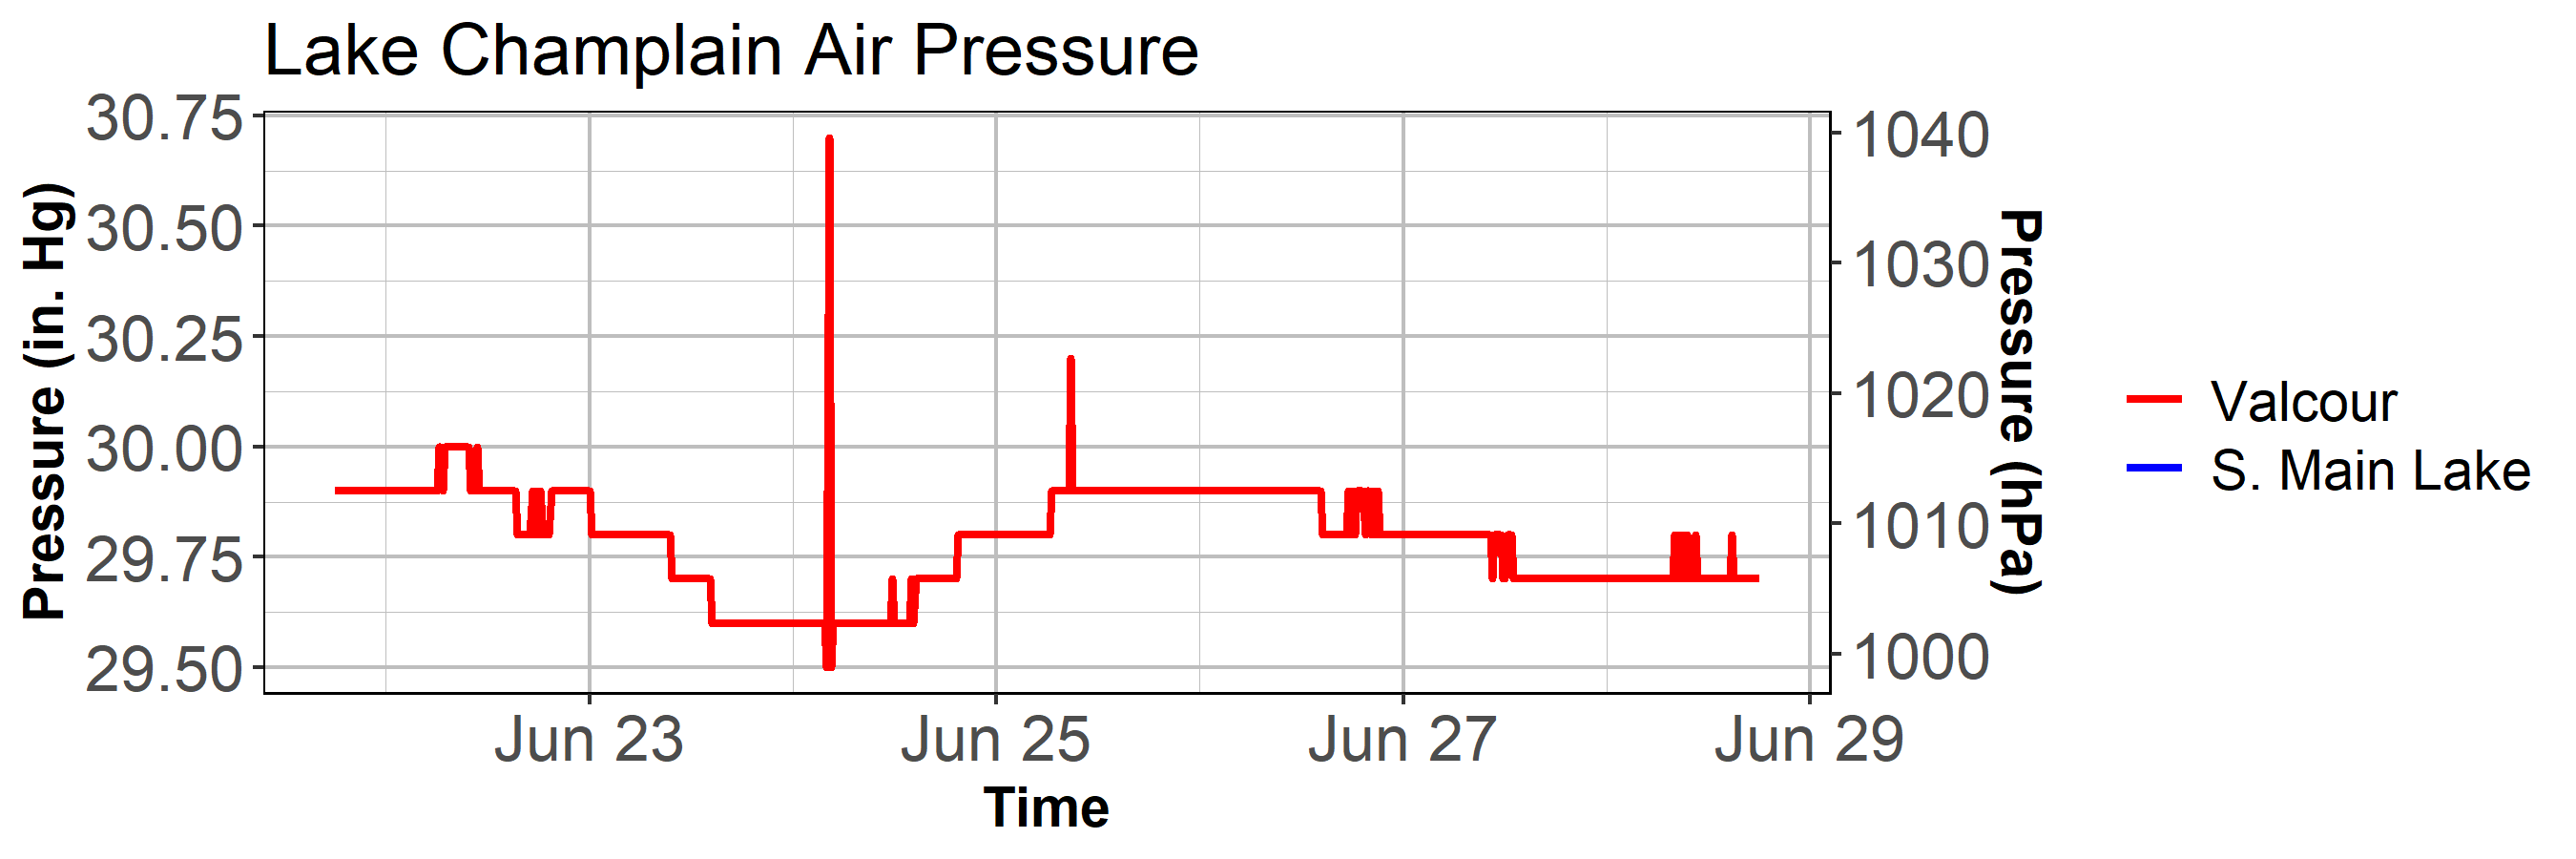 Lake Champlain Air Pressure
Pressure (in. Hg)
30.75
30.50
30.25
30.00
29.75
29.50
1040
1030
1020
1010
1000
Pressure (hPa)
Jun 23
Jun 25
Jun 27
Jun 29
Time
Valcour
S. Main Lake